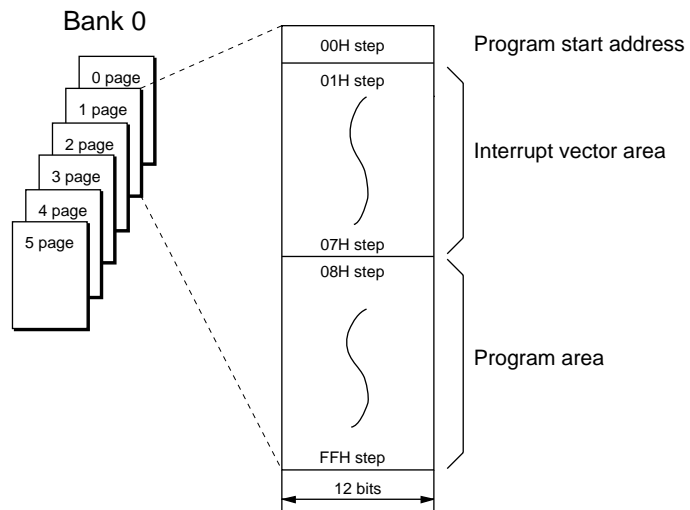 Bank 0
0 page
1 page
2 page
3 page
4 page
5 page
00H step
Program start address
01H step
Interrupt vector area
07H step
08H step
Program area
FFH step
12 bits